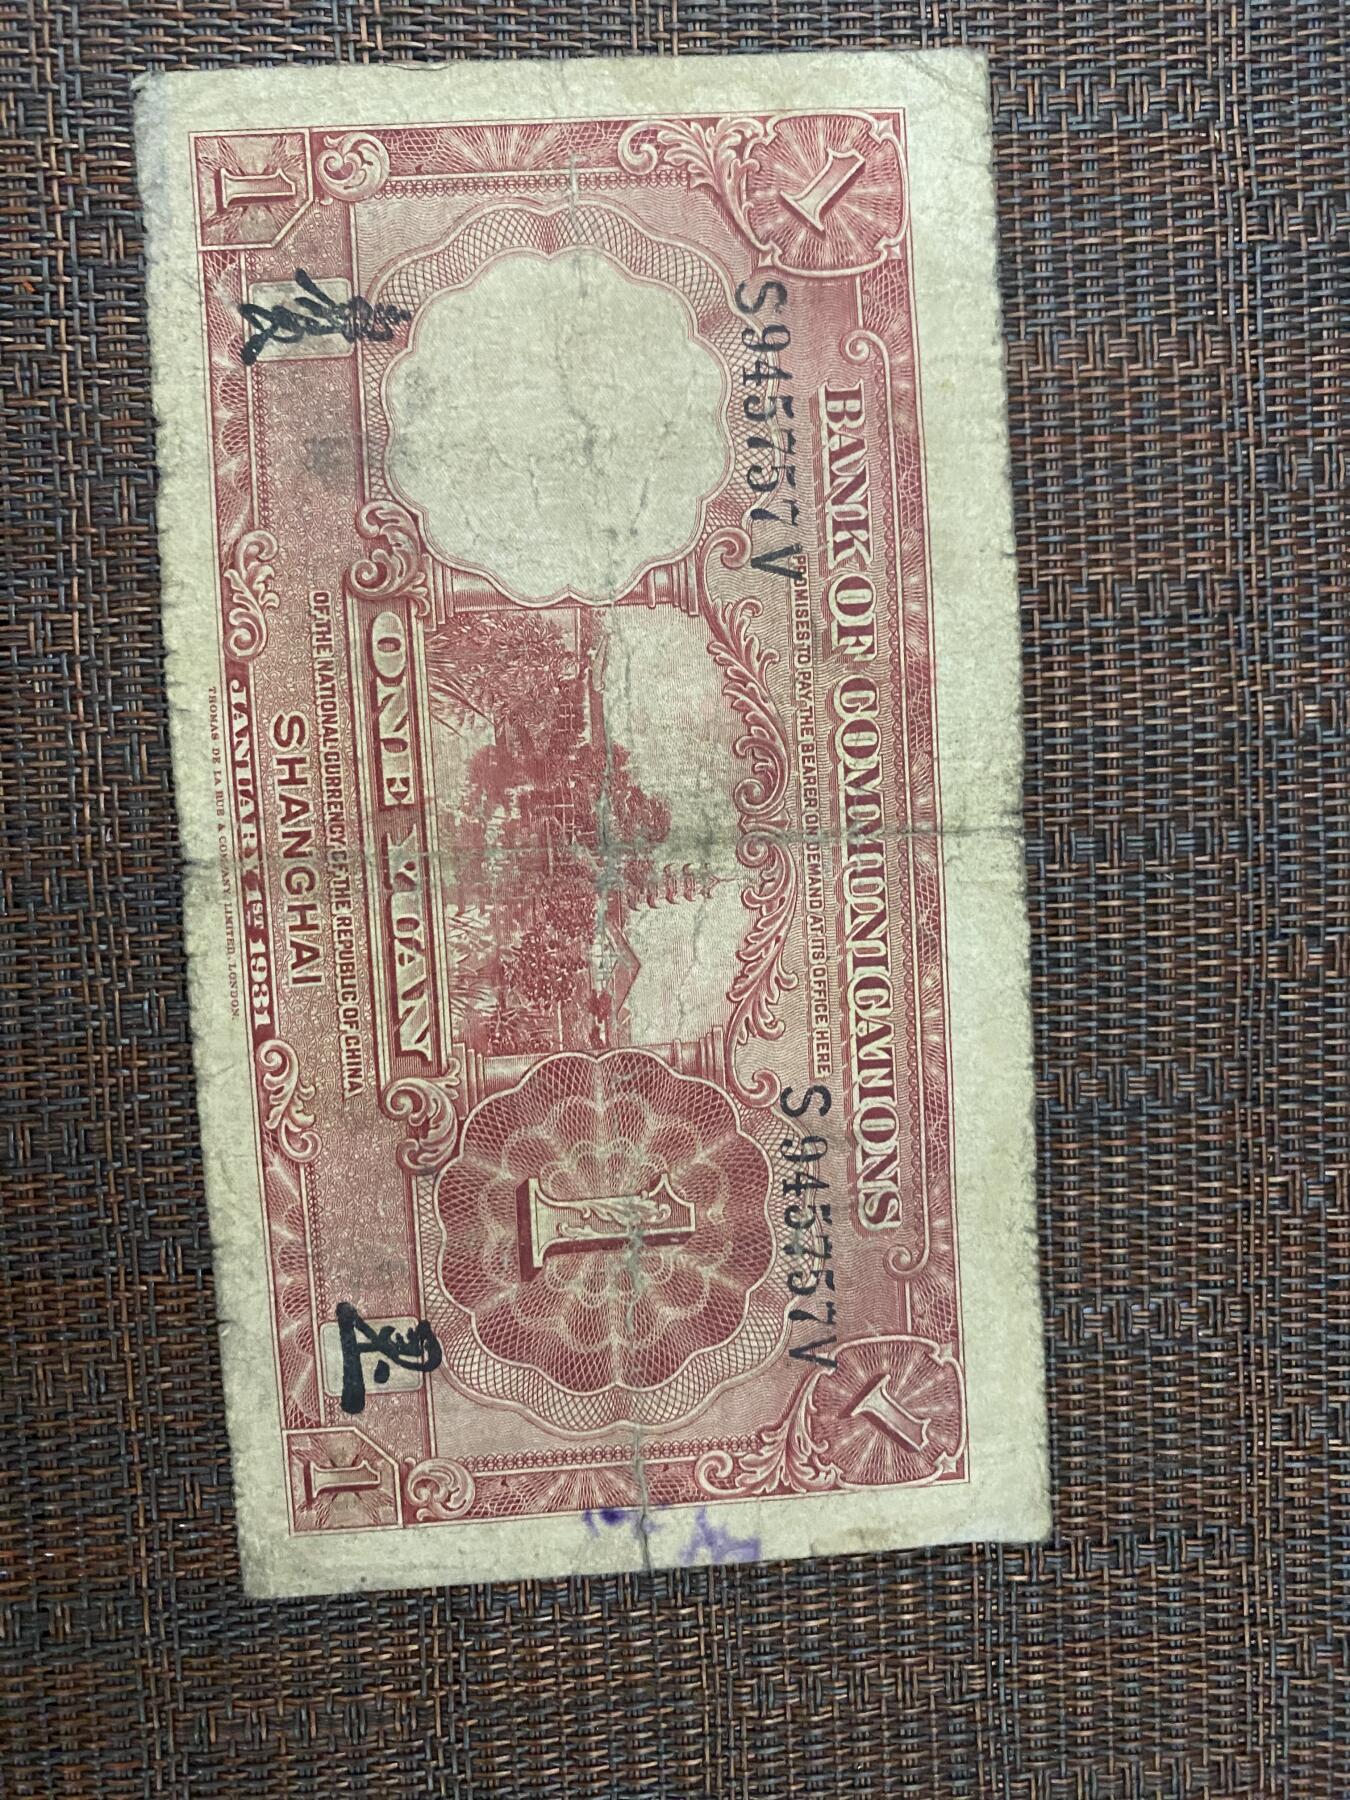 1
1
BANK OF COMMUNICATIONS
PROMISES TO PAY THE BEARER ON DEMAND AT ITS OFFICE HERE
S945757V
S945757V
1
ONE YUAN
OF THE NATIONAL CURRENCY OF THE REPUBLIC OF CHINA
SHANGHAI
1
JANUARY 1ST 1931
1
THOMAS DE LA RUE & COMPANY, LIMITED, LONDON.